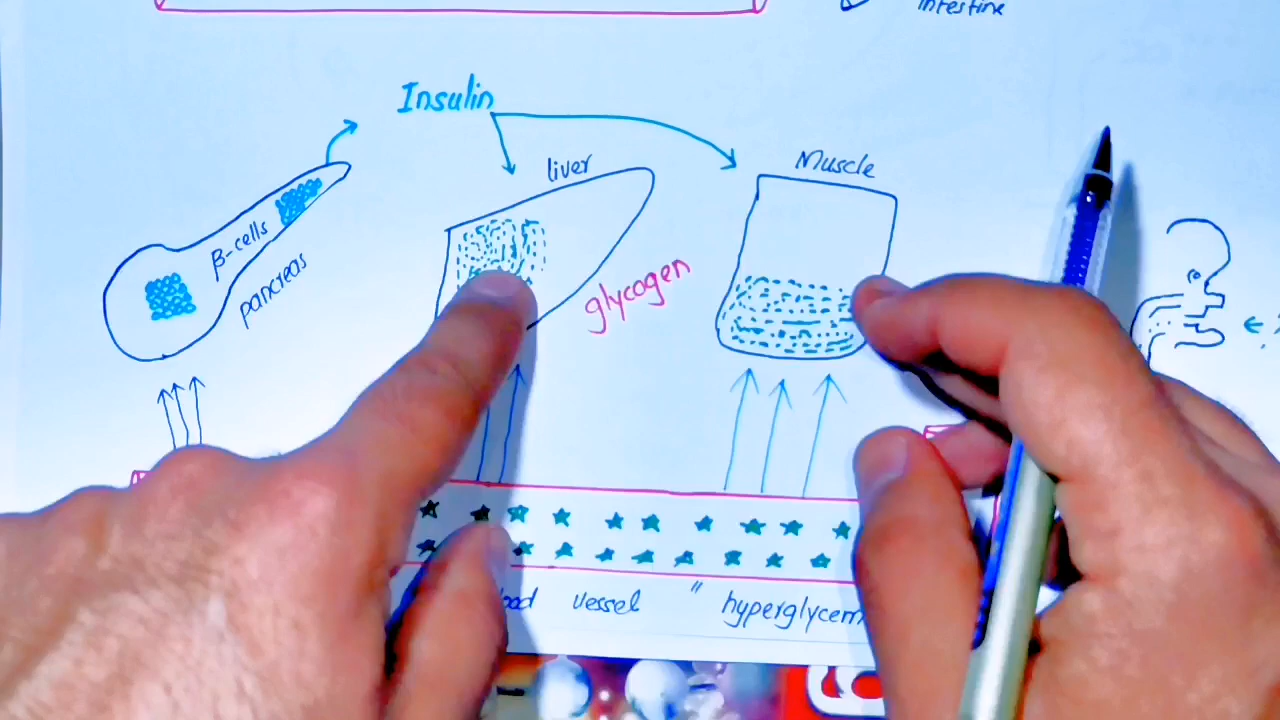 intestine
Insulin
liver
Muscle
β-cells
pancreas
glycogen
vessel " hyperglycem